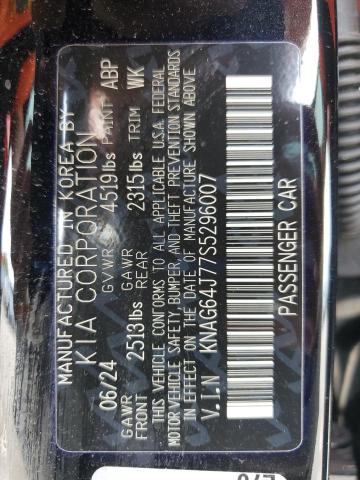 MANUFACTURED IN KOREA BY
KIA CORPORATION
06/24 GVWR 4519lbs PAINT ABP
GAWR FRONT 2513lbs GAWR REAR 2315lbs TRIM WK
THIS VEHICLE CONFORMS TO ALL APPLICABLE U.S.A. FEDERAL
MOTOR VEHICLE SAFETY, BUMPER, AND THEFT PREVENTION STANDARDS
IN EFFECT ON THE DATE OF MANUFACTURE SHOWN ABOVE.
V.I.N KNAG64J77S5296007
PASSENGER CAR